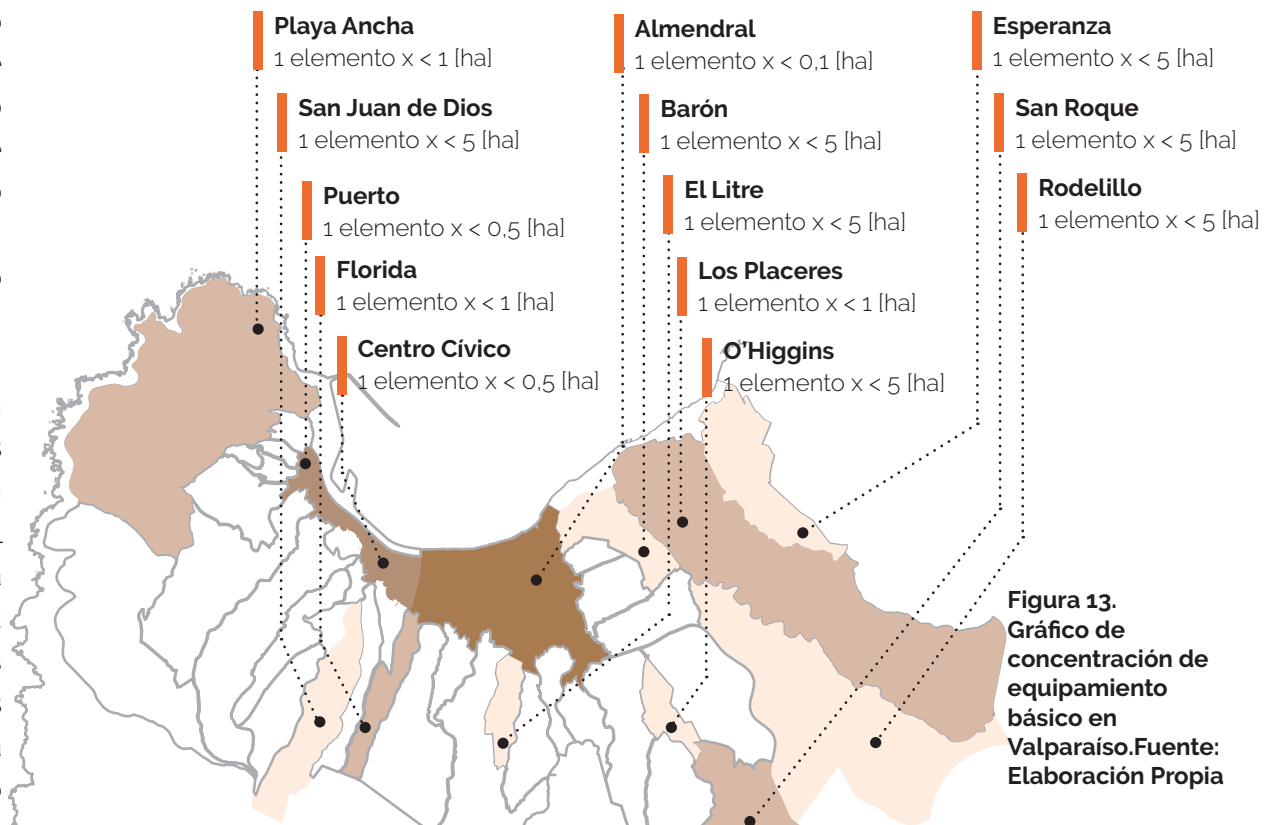 Playa Ancha
1 elemento x < 1 [ha]
San Juan de Dios
1 elemento x < 5 [ha]
Puerto
1 elemento x < 0,5 [ha]
Florida
1 elemento x < 1 [ha]
Centro Cívico
1 elemento x < 0,5 [ha]
Almendral
1 elemento x < 0,1 [ha]
Barón
1 elemento x < 5 [ha]
El Litre
1 elemento x < 5 [ha]
Los Placeres
1 elemento x < 1 [ha]
O’Higgins
1 elemento x < 5 [ha]
Esperanza
1 elemento x < 5 [ha]
San Roque
1 elemento x < 5 [ha]
Rodelillo
1 elemento x < 5 [ha]
Figura 13.
Gráfico de
concentración de
equipamiento
básico en
Valparaíso.Fuente:
Elaboración Propia